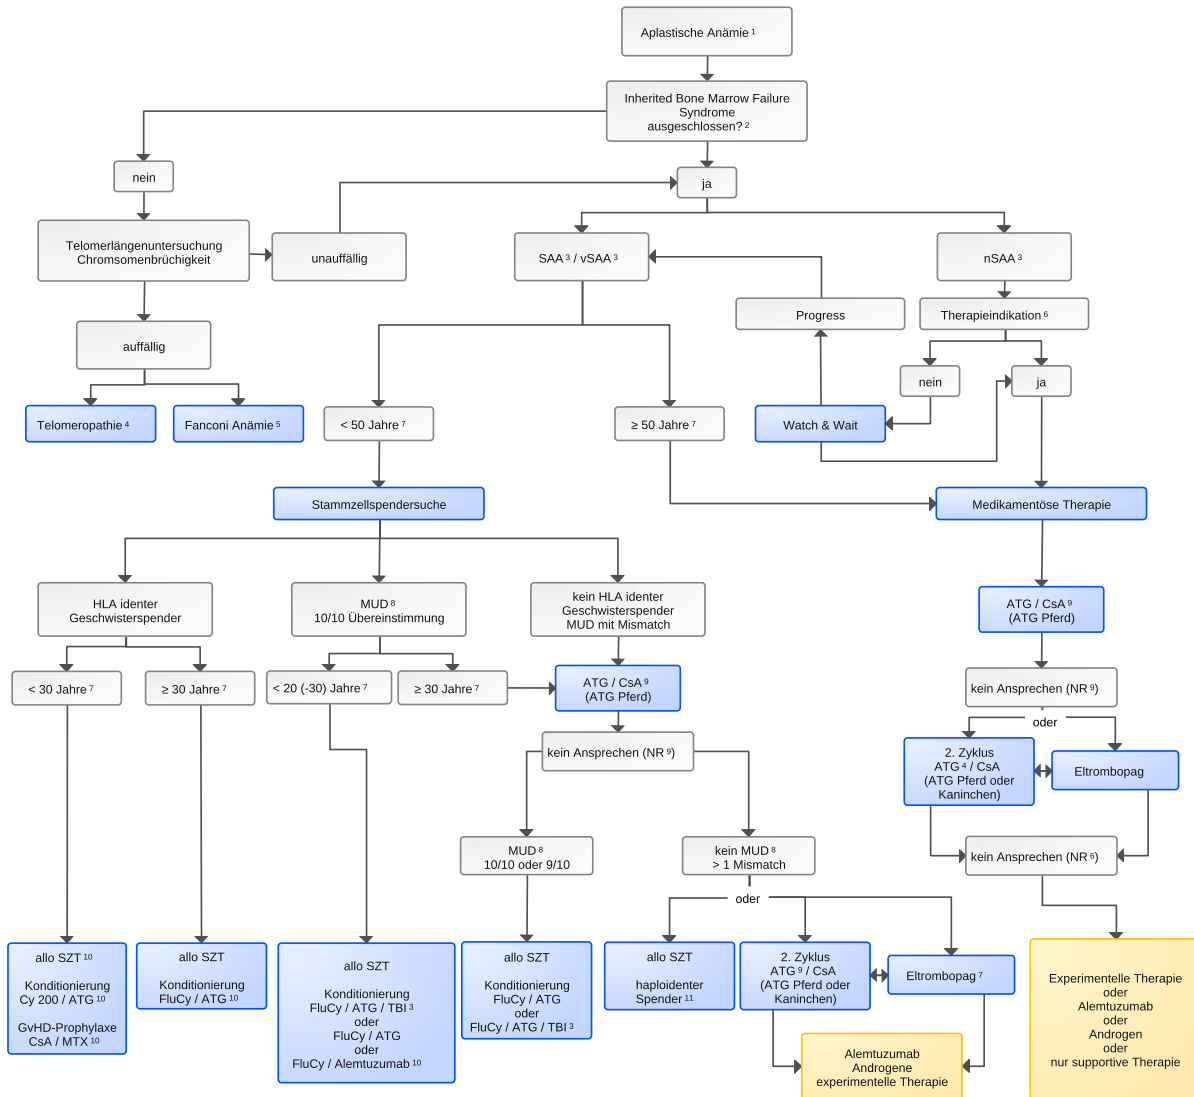 Aplastische Anämie 1
Inherited Bone Marrow Failure
Syndrome
ausgeschlossen? 2
nein
ja
Telomerlängenuntersuchung
Chromsomenbrüchigkeit
unauffällig
SAA 3 / vSAA 3
nSAA 3
Progress
Therapieindikation 6
auffällig
nein
ja
Telomeropathie 4
Fanconi Anämie 5
< 50 Jahre 7
≥ 50 Jahre 7
Watch & Wait
Stammzellspendersuche
Medikamentöse Therapie
HLA identer
Geschwisterspender
MUD 8
10/10 Übereinstimmung
kein HLA identer
Geschwisterspender
MUD mit Mismatch
ATG / CsA 9
(ATG Pferd)
< 30 Jahre 7
≥ 30 Jahre 7
< 20 (-30) Jahre 7
≥ 30 Jahre 7
ATG / CsA 9
(ATG Pferd)
kein Ansprechen (NR 9)
oder
kein Ansprechen (NR 9)
2. Zyklus
ATG 4 / CsA
(ATG Pferd oder
Kaninchen)
Eltrombopag
MUD 8
10/10 oder 9/10
kein MUD 8
> 1 Mismatch
kein Ansprechen (NR 6)
oder
allo SZT 10
Konditionierung
Cy 200 / ATG 10
GvHD-Prophylaxe
CsA / MTX 10
allo SZT
Konditionierung
FluCy / ATG 10
allo SZT
Konditionierung
FluCy / ATG / TBI 3
oder
FluCy / ATG
oder
FluCy / Alemtuzumab 10
allo SZT
Konditionierung
FluCy / ATG
oder
FluCy / ATG / TBI 3
allo SZT
haploidenter
Spender 11
2. Zyklus
ATG 9 / CsA
(ATG Pferd oder
Kaninchen)
Eltrombopag 7
Experimentelle Therapie
oder
Alemtuzumab
oder
Androgen
oder
nur supportive Therapie
Alemtuzumab
Androgene
experimentelle Therapie